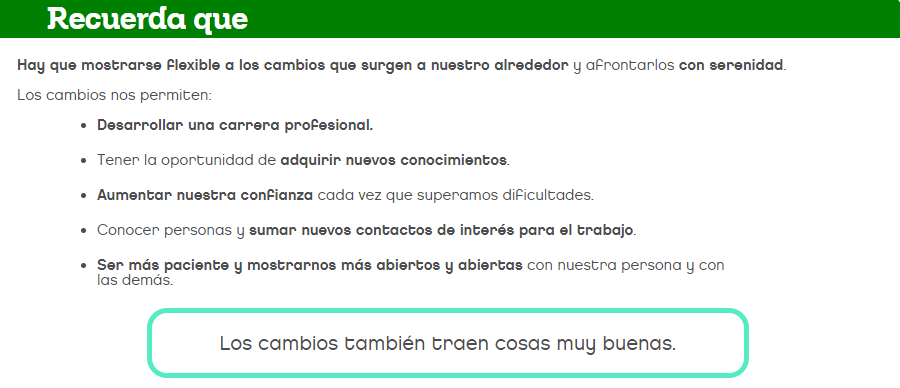 Recuerda que
Hay que mostrarse flexible a los cambios que surgen a nuestro alrededor y afrontarlos con serenidad.
Los cambios nos permiten:
• Desarrollar una carrera profesional.
• Tener la oportunidad de adquirir nuevos conocimientos.
• Aumentar nuestra confianza cada vez que superamos dificultades.
• Conocer personas y sumar nuevos contactos de interés para el trabajo.
• Ser más paciente y mostrarnos más abiertos y abiertas con nuestra persona y con
las demás.
Los cambios también traen cosas muy buenas.